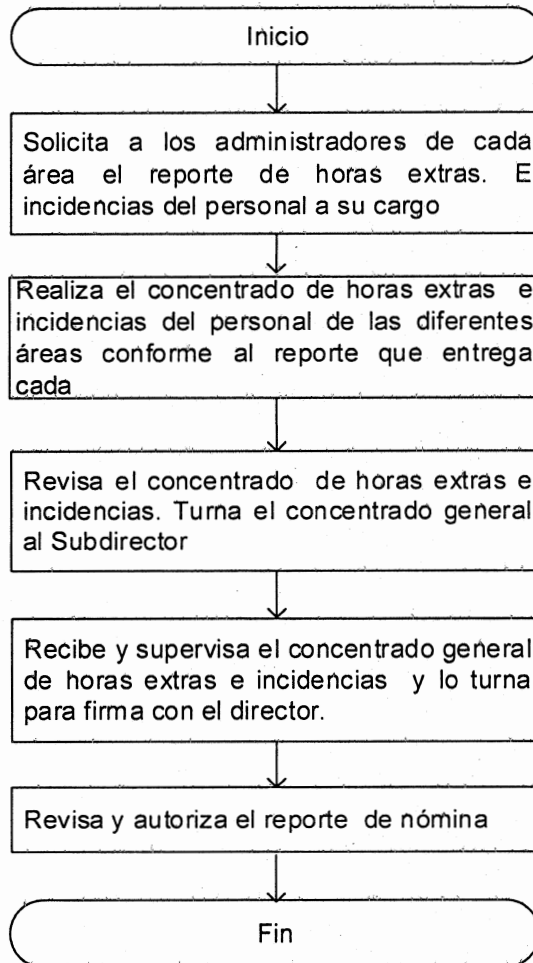 Inicio
Solicita a los administradores de cada
área el reporte de horas extras. E
incidencias del personal a su cargo
Realiza el concentrado de horas extras e
incidencias del personal de las diferentes
áreas conforme al reporte que entrega
cada
Revisa el concentrado de horas extras e
incidencias. Turna el concentrado general
al Subdirector
Recibe y supervisa el concentrado general
de horas extras e incidencias y lo turna
para firma con el director.
Revisa y autoriza el reporte de nómina
Fin